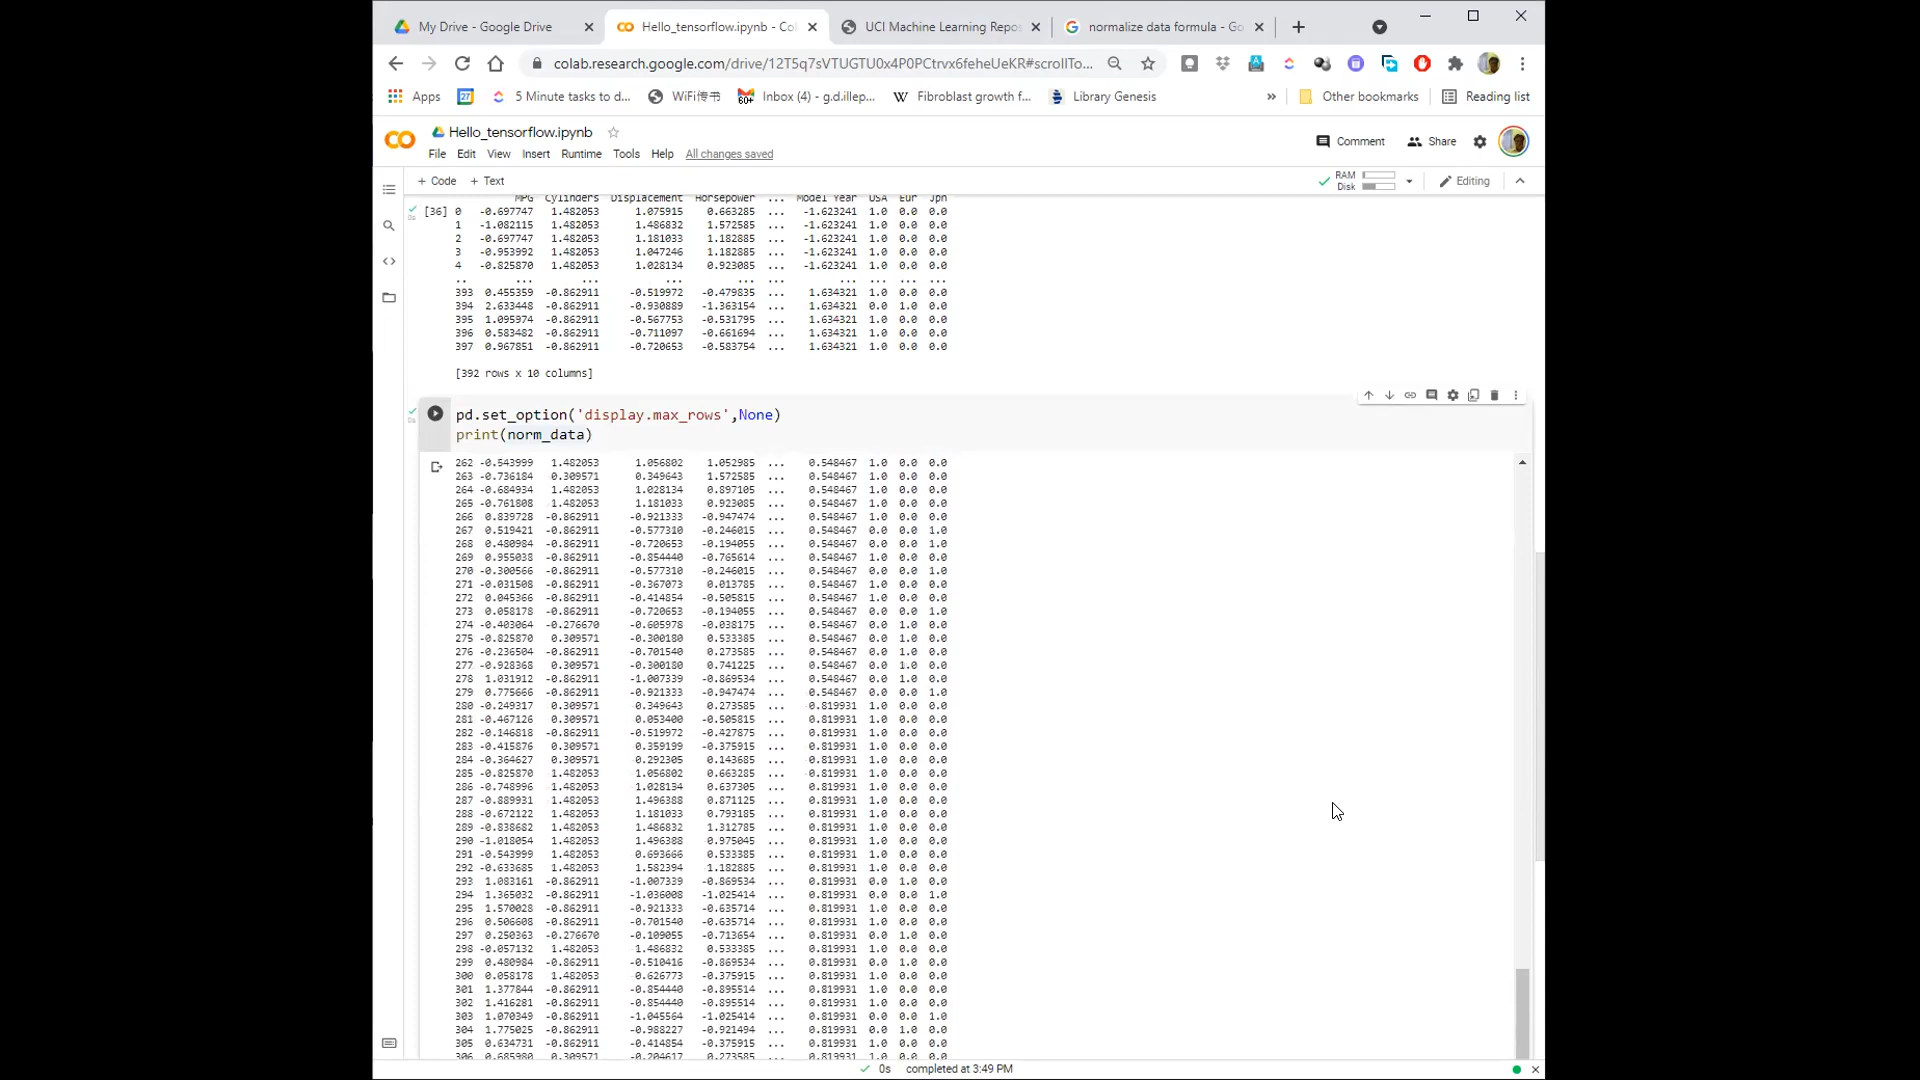 My Drive - Google Drive
Hello_tensorflow.ipynb - Co
UCI Machine Learning Repos
normalize data formula - Go
colab.research.google.com/drive/12T5q7sVTUGTU0x4P0PCtrvx6feheUeKR#scrollTo...
Apps
27
5 Minute tasks to d...
WiFi传书
60+
Inbox (4) - g.d.illep...
Fibroblast growth f...
Library Genesis
»
Other bookmarks
Reading list
Hello_tensorflow.ipynb
Comment
Share
File Edit View Insert Runtime Tools Help All changes saved
+ Code + Text
RAM
Disk
Editing
MPG Cylinders Displacement Horsepower ... Model Year USA Eur Jpn
[36] 0 -0.697747 1.482053 1.075915 0.663285 ... -1.623241 1.0 0.0 0.0
1 -1.082115 1.482053 1.486832 1.572585 ... -1.623241 1.0 0.0 0.0
2 -0.697747 1.482053 1.181033 1.182885 ... -1.623241 1.0 0.0 0.0
3 -0.953992 1.482053 1.047246 1.182885 ... -1.623241 1.0 0.0 0.0
4 -0.825870 1.482053 1.028134 0.923085 ... -1.623241 1.0 0.0 0.0
.. ... ... ... ... ... ... ... ... ...
393 0.455359 -0.862911 -0.519972 -0.479835 ... 1.634321 1.0 0.0 0.0
394 2.633448 -0.862911 -0.930889 -1.363154 ... 1.634321 0.0 1.0 0.0
395 1.095974 -0.862911 -0.567753 -0.531795 ... 1.634321 1.0 0.0 0.0
396 0.583482 -0.862911 -0.711097 -0.661694 ... 1.634321 1.0 0.0 0.0
397 0.967851 -0.862911 -0.720653 -0.583754 ... 1.634321 1.0 0.0 0.0
[392 rows x 10 columns]
pd.set_option('display.max_rows',None)
print(norm_data)
262 -0.543999 1.482053 1.056802 1.052985 ... 0.548467 1.0 0.0 0.0
263 -0.736184 0.309571 0.349643 1.572585 ... 0.548467 1.0 0.0 0.0
264 -0.684934 1.482053 1.028134 0.897105 ... 0.548467 1.0 0.0 0.0
265 -0.761808 1.482053 1.181033 0.923085 ... 0.548467 1.0 0.0 0.0
266 0.839728 -0.862911 -0.921333 -0.947474 ... 0.548467 1.0 0.0 0.0
267 0.519421 -0.862911 -0.577310 -0.246015 ... 0.548467 0.0 0.0 1.0
268 0.480984 -0.862911 -0.720653 -0.194055 ... 0.548467 0.0 0.0 1.0
269 0.955038 -0.862911 -0.854440 -0.765614 ... 0.548467 1.0 0.0 0.0
270 -0.300566 -0.862911 -0.577310 -0.246015 ... 0.548467 0.0 0.0 1.0
271 -0.031508 -0.862911 -0.367073 0.013785 ... 0.548467 1.0 0.0 0.0
272 0.045366 -0.862911 -0.414854 -0.505815 ... 0.548467 1.0 0.0 0.0
273 0.058178 -0.862911 -0.720653 -0.194055 ... 0.548467 0.0 0.0 1.0
274 -0.403064 -0.276670 -0.605978 -0.038175 ... 0.548467 0.0 1.0 0.0
275 -0.825870 0.309571 -0.300180 0.533385 ... 0.548467 0.0 1.0 0.0
276 -0.236504 -0.862911 -0.701540 0.273585 ... 0.548467 0.0 1.0 0.0
277 -0.928368 0.309571 -0.300180 0.741225 ... 0.548467 0.0 1.0 0.0
278 1.031912 -0.862911 -1.007339 -0.869534 ... 0.548467 0.0 1.0 0.0
279 0.775666 -0.862911 -0.921333 -0.947474 ... 0.548467 0.0 0.0 1.0
280 -0.249317 0.309571 0.349643 0.273585 ... 0.819931 1.0 0.0 0.0
281 -0.467126 0.309571 0.053400 -0.505815 ... 0.819931 1.0 0.0 0.0
282 -0.146818 -0.862911 -0.519972 -0.427875 ... 0.819931 1.0 0.0 0.0
283 -0.415876 0.309571 0.359199 -0.375915 ... 0.819931 1.0 0.0 0.0
284 -0.364627 0.309571 0.292305 0.143685 ... 0.819931 1.0 0.0 0.0
285 -0.825870 1.482053 1.056802 0.663285 ... 0.819931 1.0 0.0 0.0
286 -0.748996 1.482053 1.028134 0.637305 ... 0.819931 1.0 0.0 0.0
287 -0.889931 1.482053 1.496388 0.871125 ... 0.819931 1.0 0.0 0.0
288 -0.672122 1.482053 1.181033 0.793185 ... 0.819931 1.0 0.0 0.0
289 -0.838682 1.482053 1.486832 1.312785 ... 0.819931 1.0 0.0 0.0
290 -1.018054 1.482053 1.496388 0.975045 ... 0.819931 1.0 0.0 0.0
291 -0.543999 1.482053 0.693666 0.533385 ... 0.819931 1.0 0.0 0.0
292 -0.633685 1.482053 1.582394 1.182885 ... 0.819931 1.0 0.0 0.0
293 1.083161 -0.862911 -1.007339 -0.869534 ... 0.819931 0.0 1.0 0.0
294 1.365032 -0.862911 -1.036008 -1.025414 ... 0.819931 0.0 0.0 1.0
295 1.570028 -0.862911 -0.921333 -0.635714 ... 0.819931 1.0 0.0 0.0
296 0.506608 -0.862911 -0.701540 -0.635714 ... 0.819931 1.0 0.0 0.0
297 0.250363 -0.276670 -0.109055 -0.713654 ... 0.819931 0.0 1.0 0.0
298 -0.057132 1.482053 1.486832 0.533385 ... 0.819931 1.0 0.0 0.0
299 0.480984 -0.862911 -0.510416 -0.869534 ... 0.819931 0.0 1.0 0.0
300 0.058178 1.482053 0.626773 -0.375915 ... 0.819931 1.0 0.0 0.0
301 1.377844 -0.862911 -0.854440 -0.895514 ... 0.819931 1.0 0.0 0.0
302 1.416281 -0.862911 -0.854440 -0.895514 ... 0.819931 1.0 0.0 0.0
303 1.070349 -0.862911 -1.045564 -1.025414 ... 0.819931 0.0 0.0 1.0
304 1.775025 -0.862911 -0.988227 -0.921494 ... 0.819931 0.0 1.0 0.0
305 0.634731 -0.862911 -0.414854 -0.375915 ... 0.819931 1.0 0.0 0.0
306 0.685980 0.309571 -0.204617 0.273585 ... 0.819931 1.0 0.0 0.0
0s completed at 3:49 PM